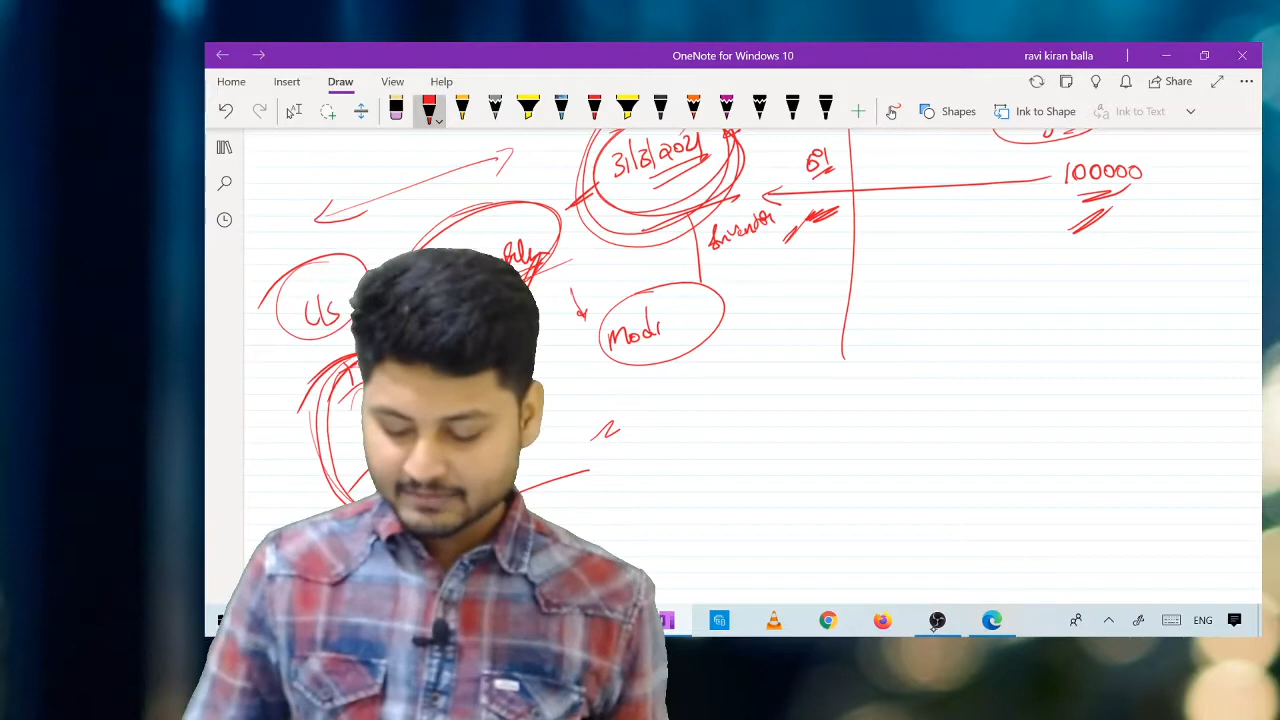 OneNote for Windows 10
ravi kiran balla
Home Insert Draw View Help
Share
Shapes
Ink to Shape
Ink to Text
31/3/2021
100000
US
Modi
ENG